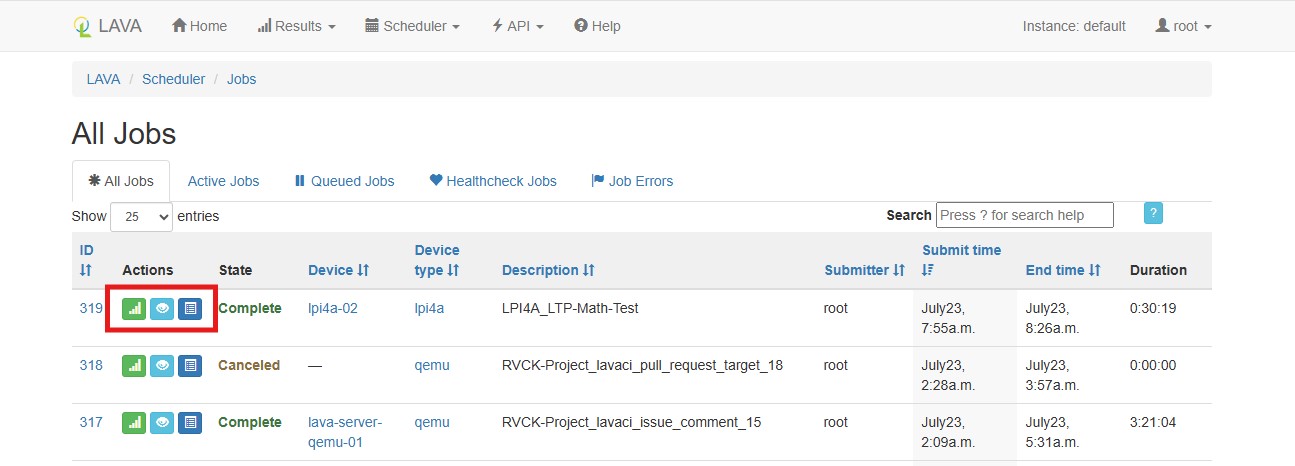 LAVA Home Results Scheduler API Help Instance: default root
LAVA / Scheduler / Jobs
All Jobs
All Jobs Active Jobs Queued Jobs Healthcheck Jobs Job Errors
Show 25 entries Search Press ? for search help ?
ID Actions State Device Device type Description Submitter Submit time End time Duration
319 Complete lpi4a-02 lpi4a LPI4A_LTP-Math-Test root July23, 7:55a.m. July23, 8:26a.m. 0:30:19
318 Canceled — qemu RVCK-Project_lavaci_pull_request_target_18 root July23, 2:28a.m. July23, 3:57a.m. 0:00:00
317 Complete lava-server-qemu-01 qemu RVCK-Project_lavaci_issue_comment_15 root July23, 2:09a.m. July23, 5:31a.m. 3:21:04